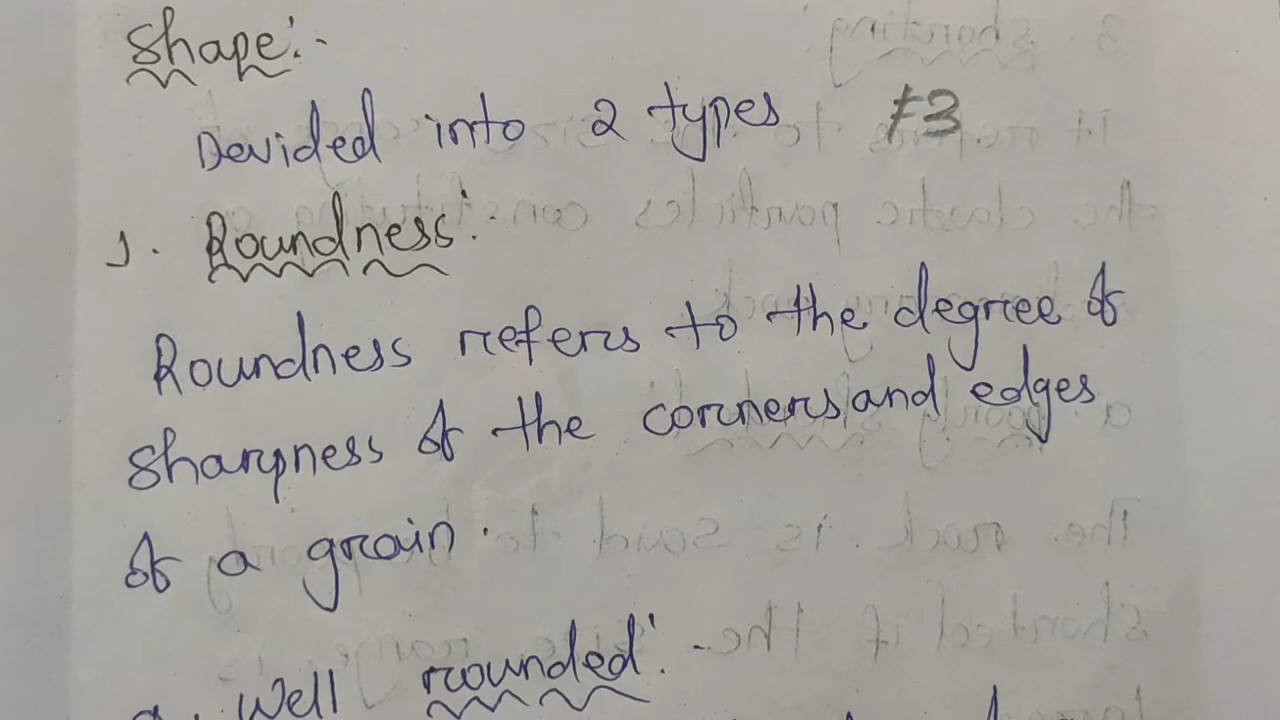 Shape:-
Devided into 2 types
#3
1. Roundness:
Roundness refers to the degree of
sharpness of the corners and edges
of a grain.
a. Well rounded:-